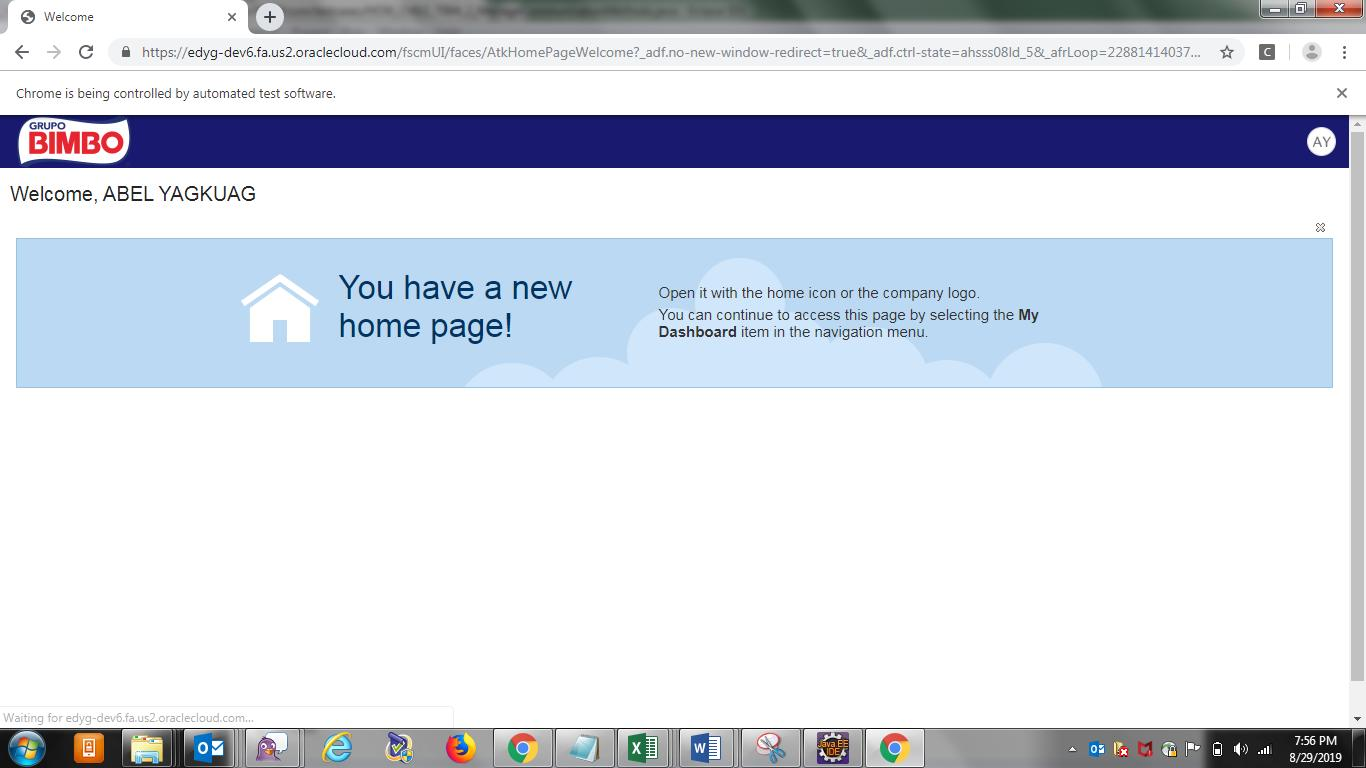 Welcome
https://edyg-dev6.fa.us2.oraclecloud.com/fscmUI/faces/AtkHomePageWelcome?_adf.no-new-window-redirect=true&_adf.ctrl-state=ahsss08ld_5&_afrLoop=22881414037...
C
Chrome is being controlled by automated test software.
GRUPO
BIMBO
AY
Welcome, ABEL YAGKUAG
You have a new
home page!
Open it with the home icon or the company logo.
You can continue to access this page by selecting the My
Dashboard item in the navigation menu.
Waiting for edyg-dev6.fa.us2.oraclecloud.com...
Java EE
IDE
7:56 PM
8/29/2019